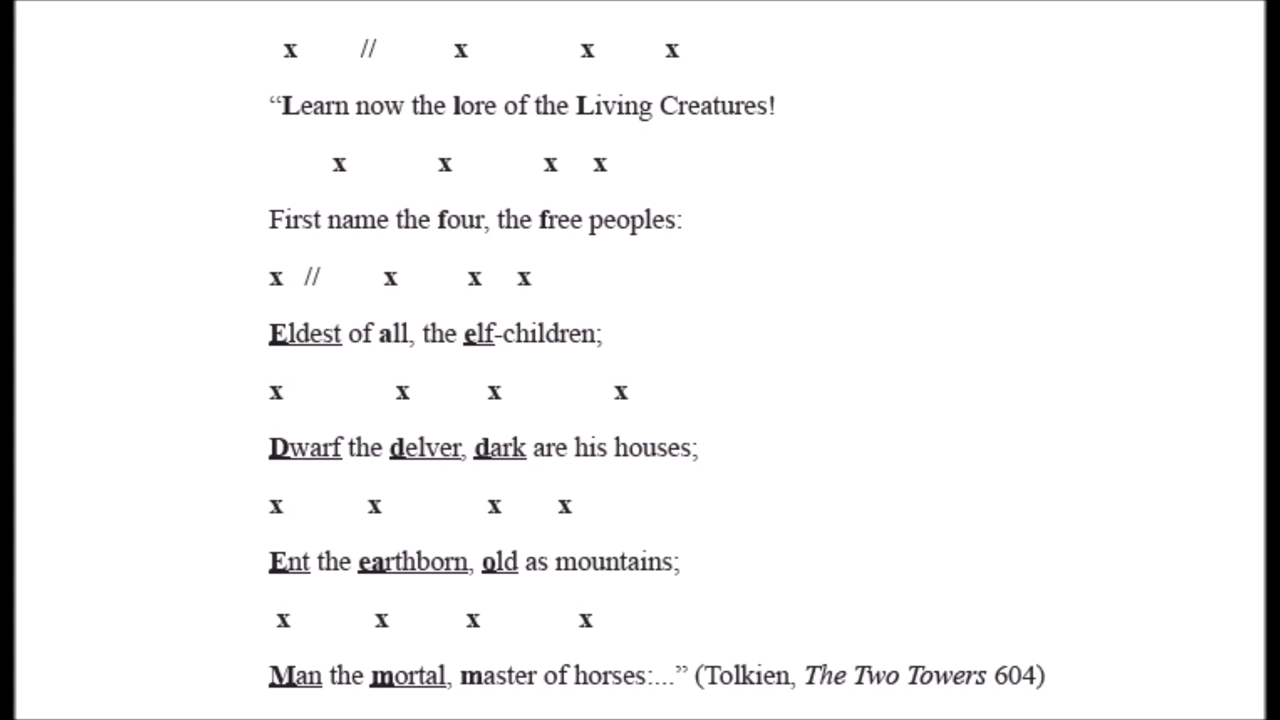 x // x x x
“Learn now the lore of the Living Creatures!
x x x x
First name the four, the free peoples:
x // x x x
Eldest of all, the elf-children;
x x x x
Dwarf the delver, dark are his houses;
x x x x
Ent the earthborn, old as mountains;
x x x x
Man the mortal, master of horses:...” (Tolkien, The Two Towers 604)